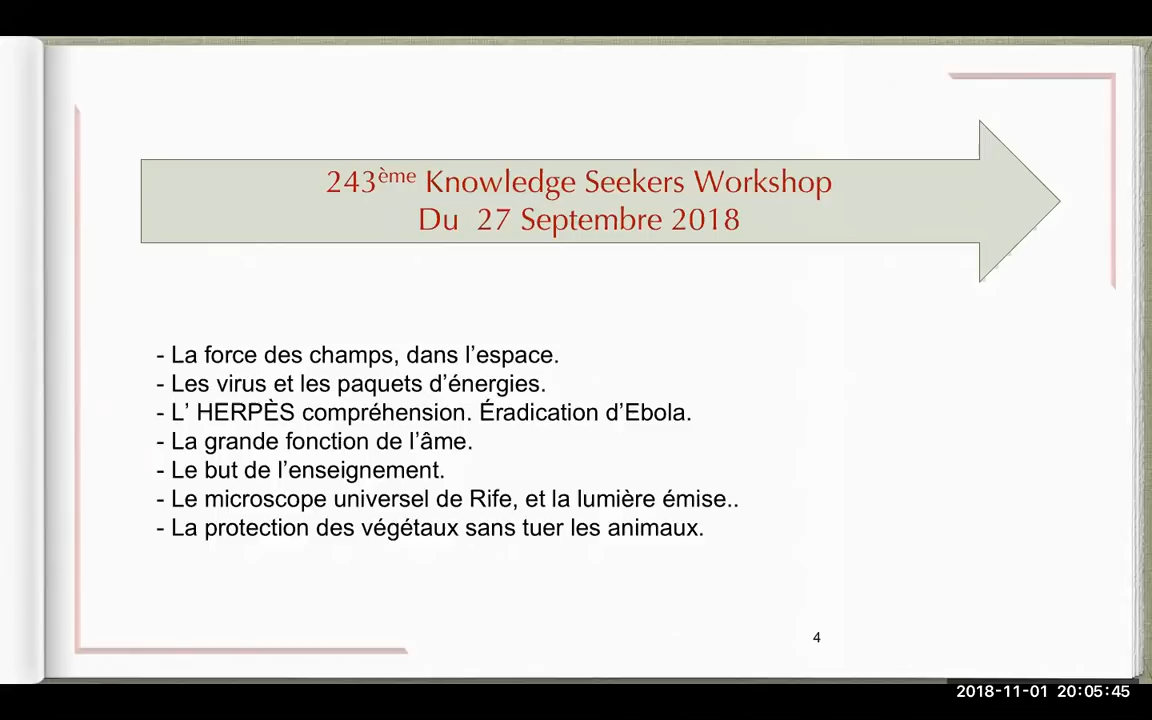 243ème Knowledge Seekers Workshop
Du 27 Septembre 2018
- La force des champs, dans l’espace.
- Les virus et les paquets d’énergies.
- L’ HERPÈS compréhension. Éradication d’Ebola.
- La grande fonction de l’âme.
- Le but de l’enseignement.
- Le microscope universel de Rife, et la lumière émise..
- La protection des végétaux sans tuer les animaux.
4
2018-11-01 20:05:45